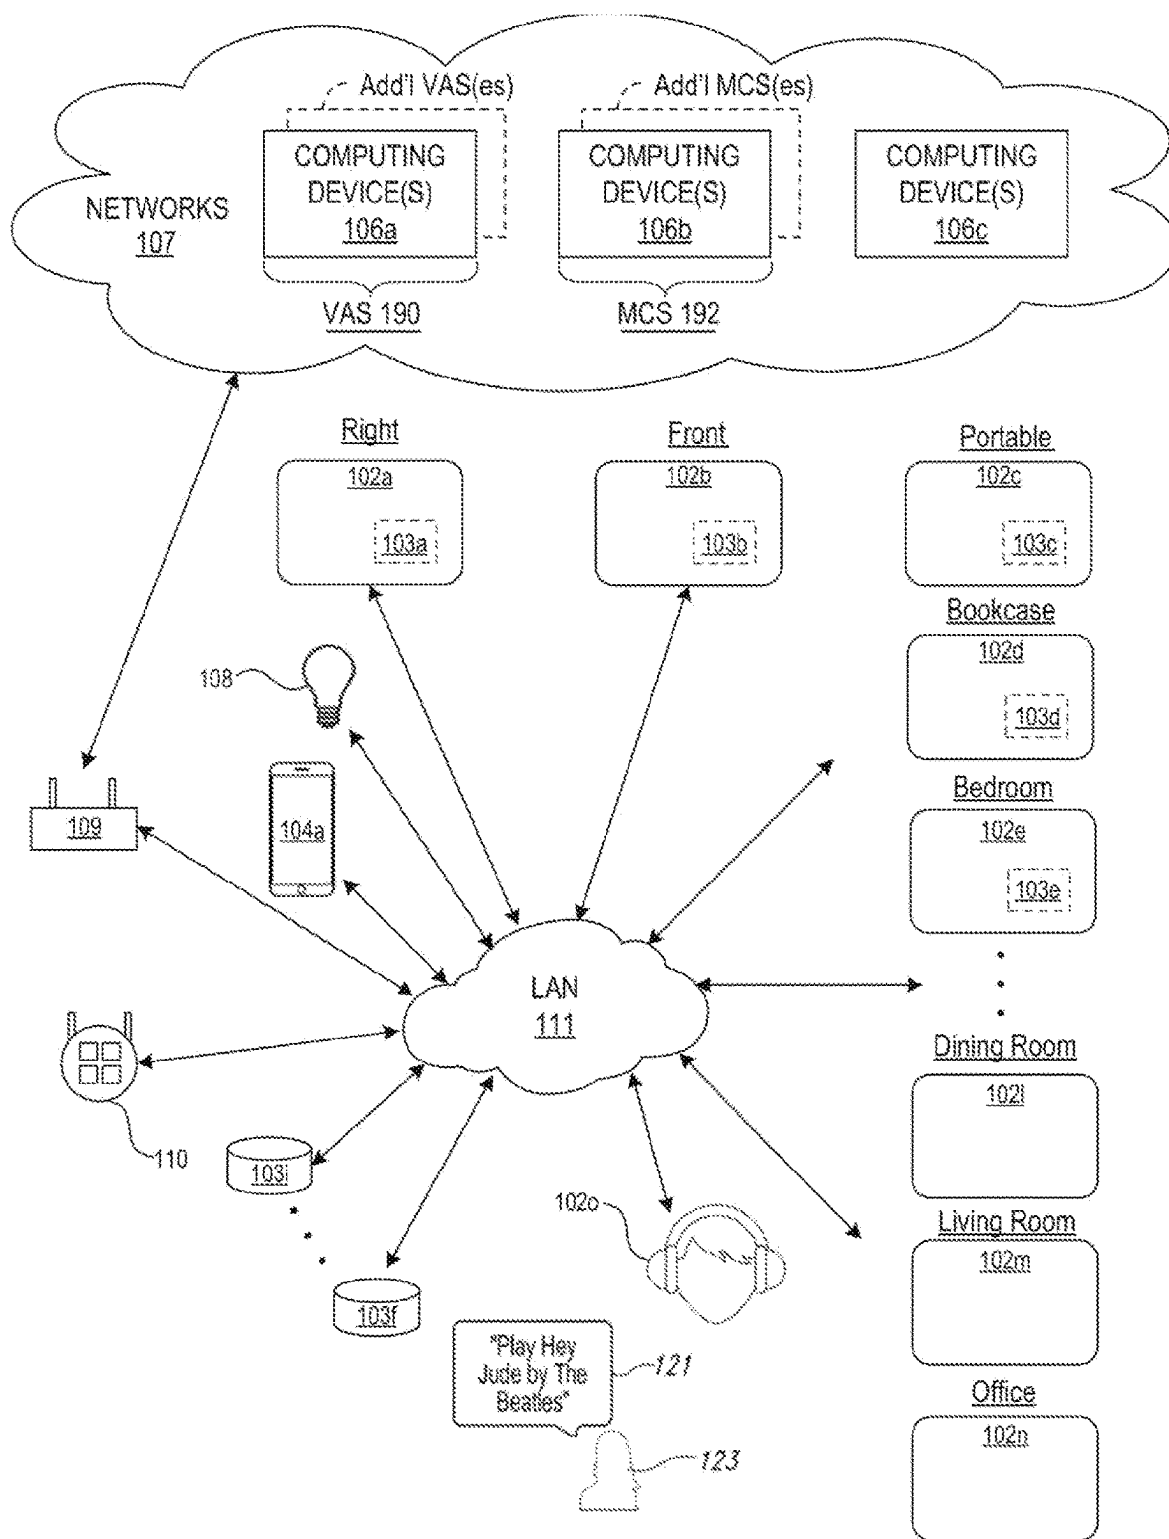 Add'l VAS(es)
Add'l MCS(es)
COMPUTING
DEVICE(S)
106a
COMPUTING
DEVICE(S)
106b
COMPUTING
DEVICE(S)
106c
NETWORKS
107
VAS 190
MCS 192
Right
102a
103a
Front
102b
103b
Portable
102c
103c
Bookcase
102d
103d
Bedroom
102e
103e
108
104a
109
LAN
111
110
103i
103f
102o
Dining Room
102l
Living Room
102m
Office
102n
"Play Hey
Jude by The
Beatles"
121
123